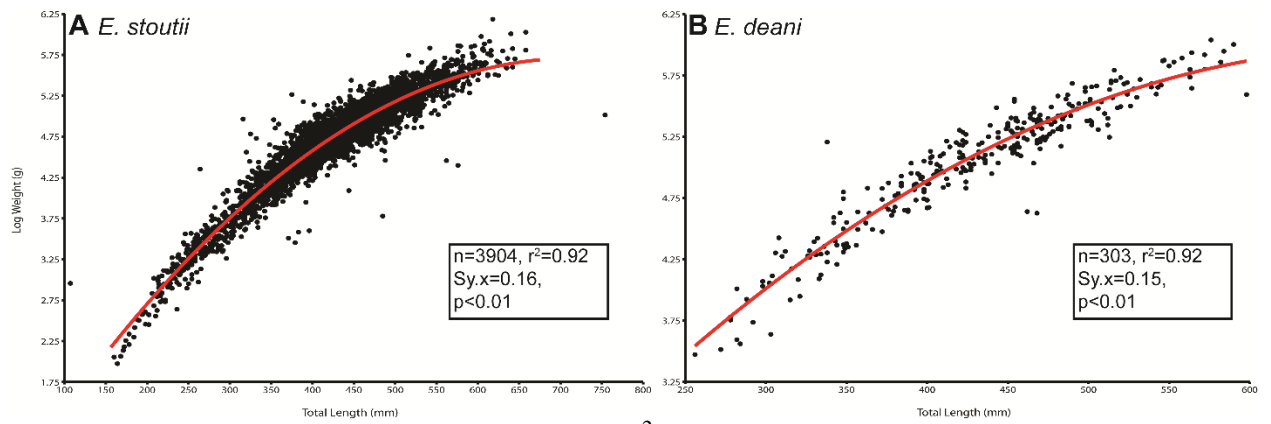 A E. stoutii
6.25
5.75
5.25
4.75
4.25
3.75
3.25
2.75
2.25
1.75
Log Weight (g)
n=3904, r²=0.92
Sy.x=0.16,
p<0.01
100 150 200 250 300 350 400 450 500 550 600 650 700 750 800
Total Length (mm)
B E. deani
6.25
5.75
5.25
4.75
4.25
3.75
3.25
n=303, r²=0.92
Sy.x=0.15,
p<0.01
250 300 350 400 450 500 550 600
Total Length (mm)